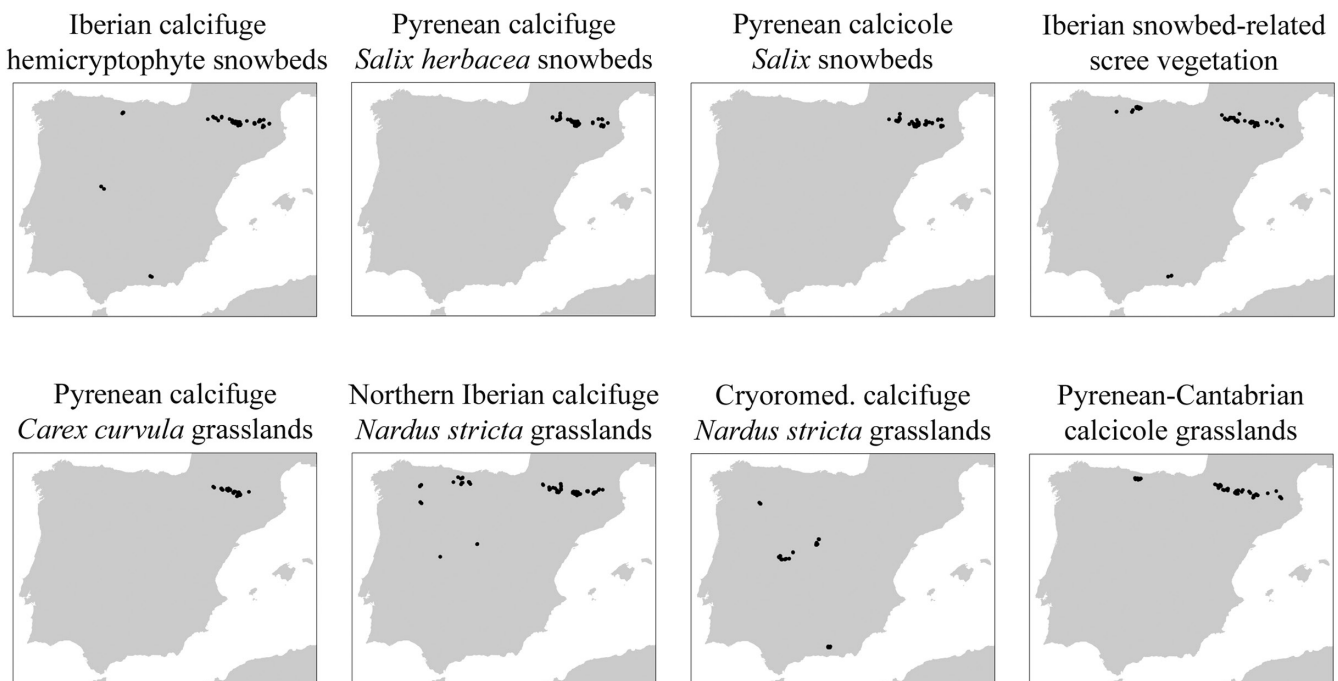 Iberian calcifuge
hemicryptophyte snowbeds
Pyrenean calcifuge
Salix herbacea snowbeds
Pyrenean calcicole
Salix snowbeds
Iberian snowbed-related
scree vegetation
Pyrenean calcifuge
Carex curvula grasslands
Northern Iberian calcifuge
Nardus stricta grasslands
Cryoromed. calcifuge
Nardus stricta grasslands
Pyrenean-Cantabrian
calcicole grasslands